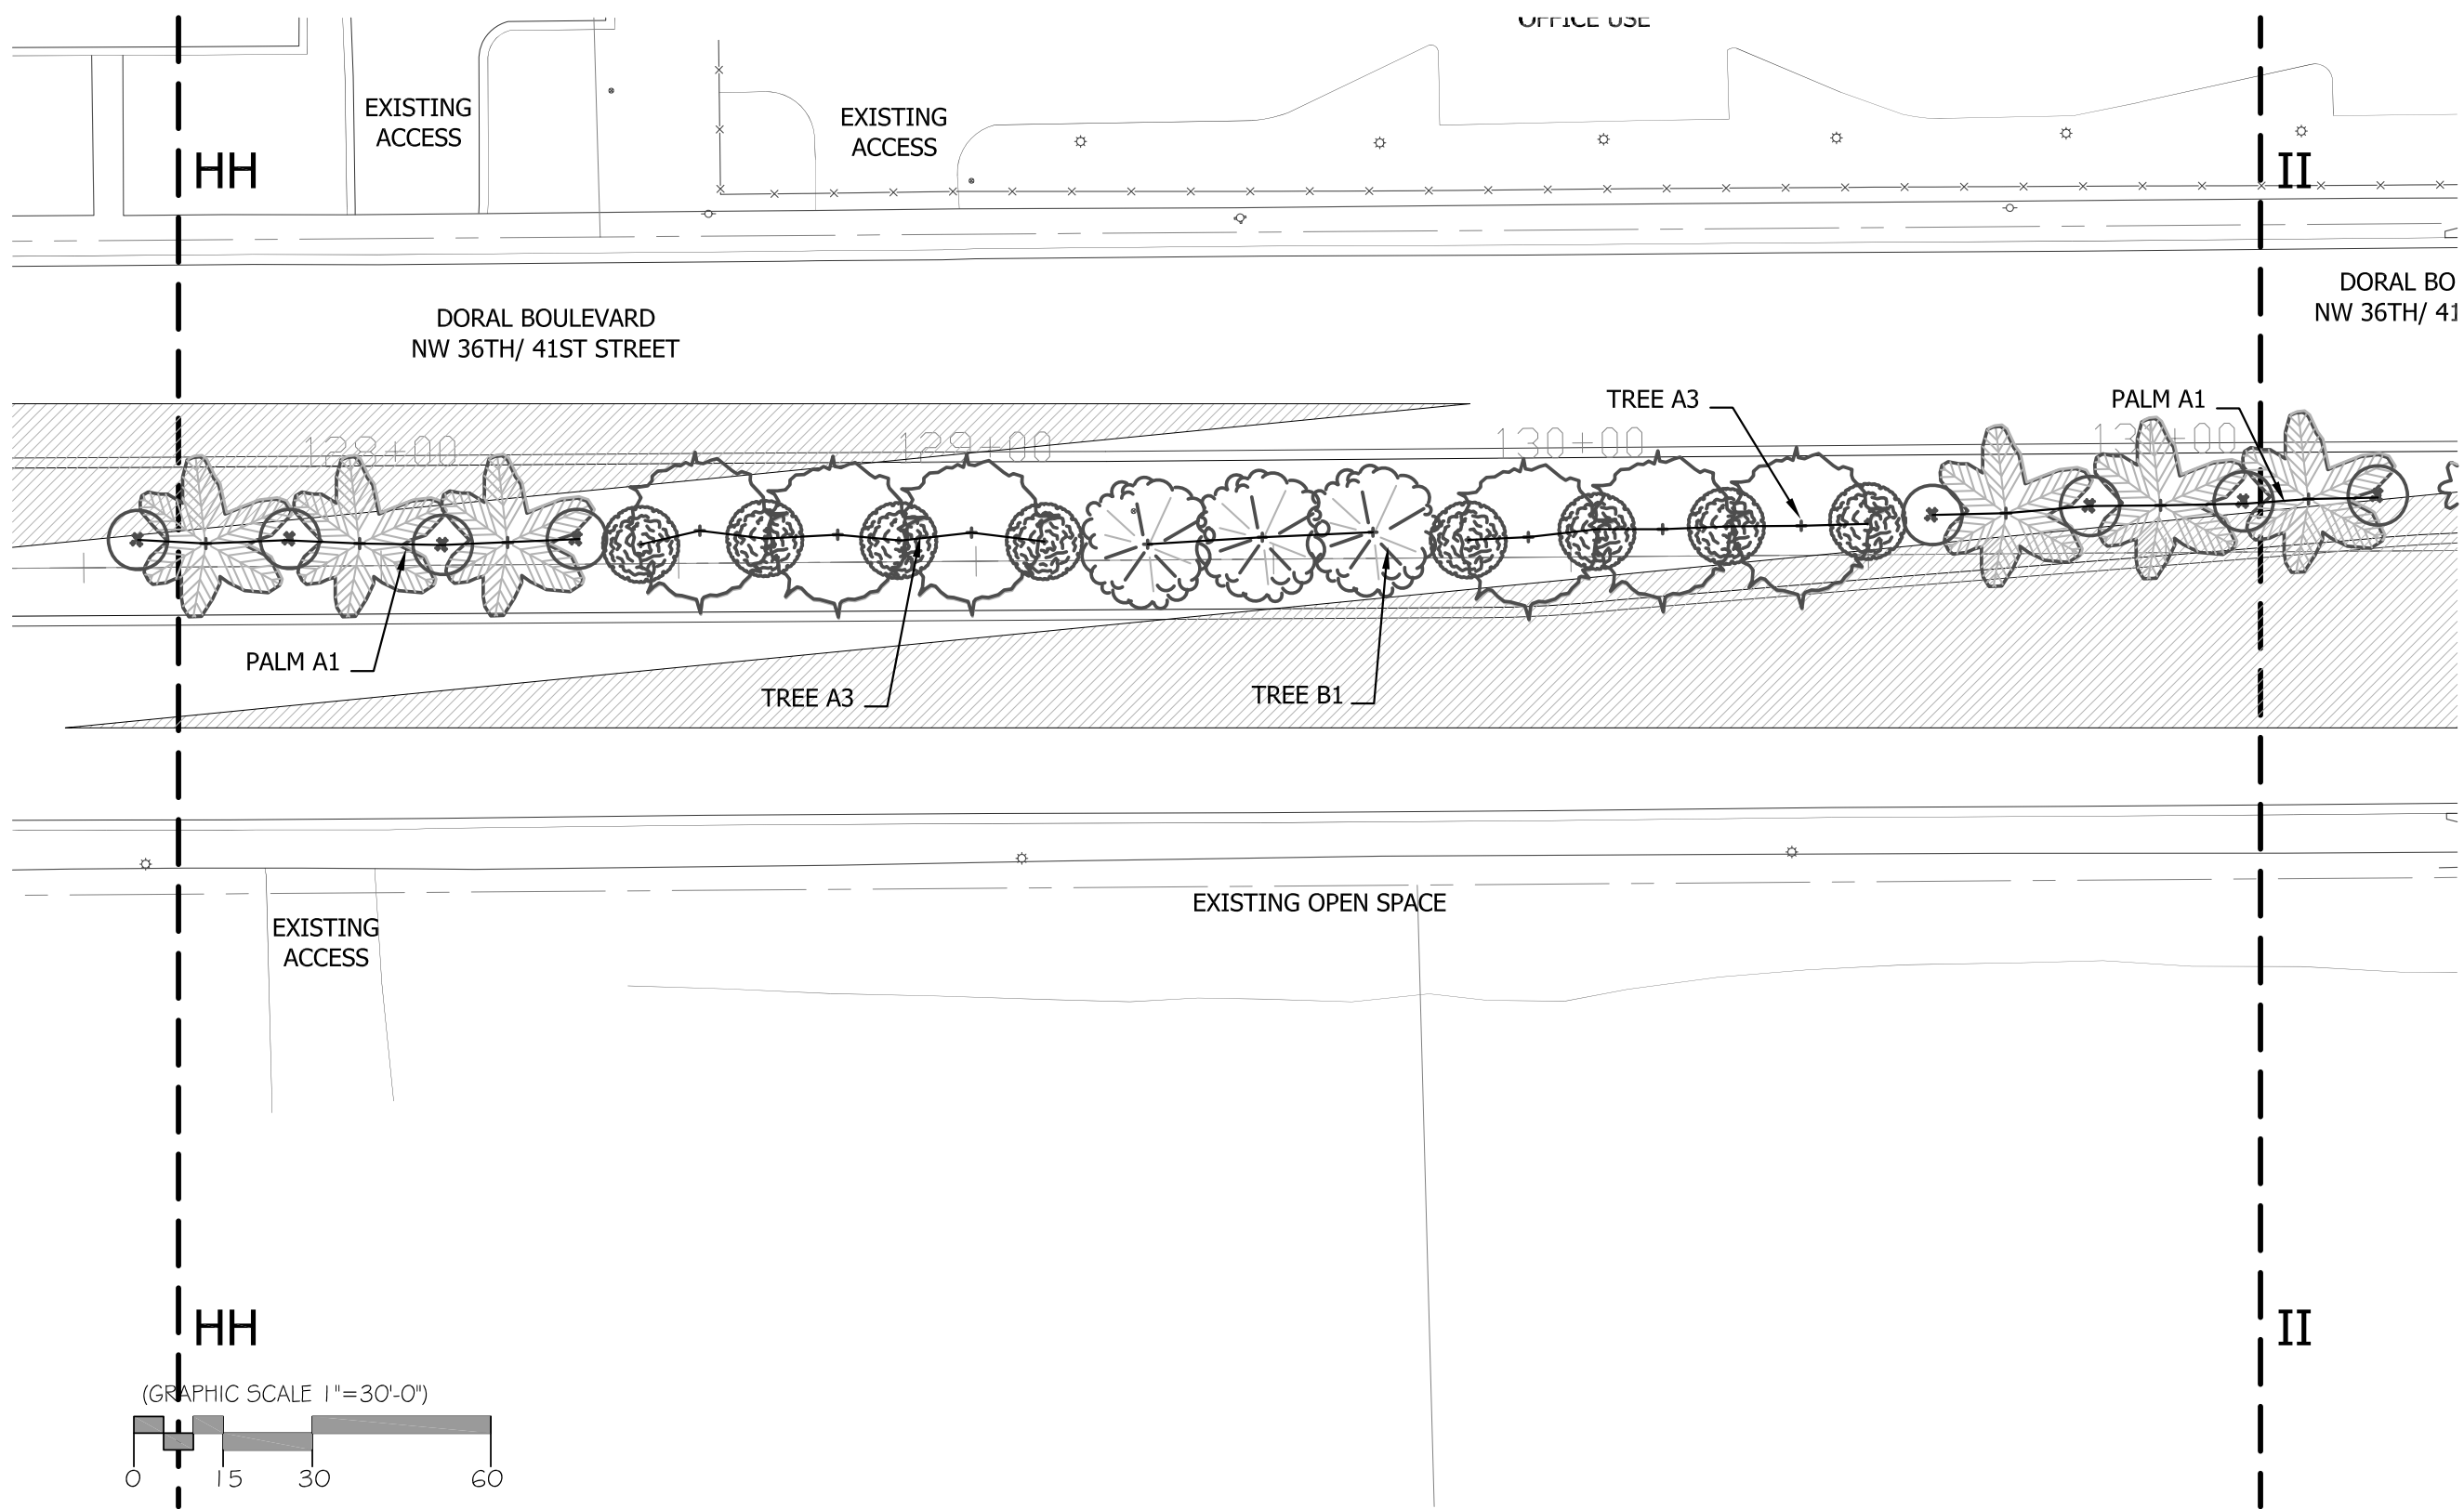 OFFICE USE
EXISTING
ACCESS
EXISTING
ACCESS
HH
II
DORAL BOULEVARD
NW 36TH/ 41ST STREET
DORAL BO
NW 36TH/ 41
TREE A3
PALM A1
128+00
129+00
130+00
PALM A1
TREE A3
TREE B1
EXISTING OPEN SPACE
EXISTING
ACCESS
HH
II
(GRAPHIC SCALE 1"=30'-0")
0 15 30 60